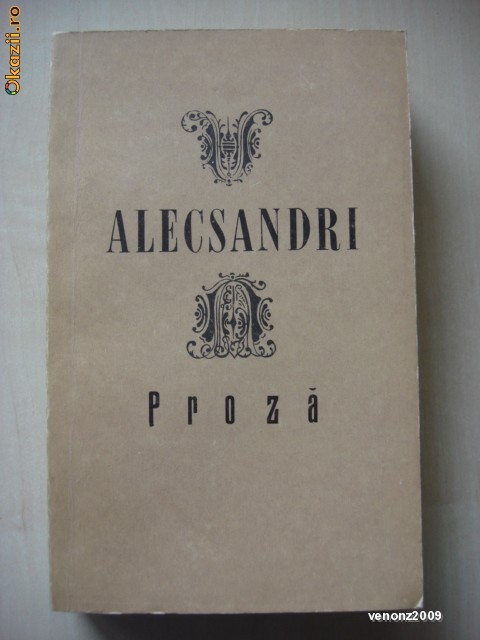 Okazii.ro
V
ALECSANDRI
A
Proză
venonz2009